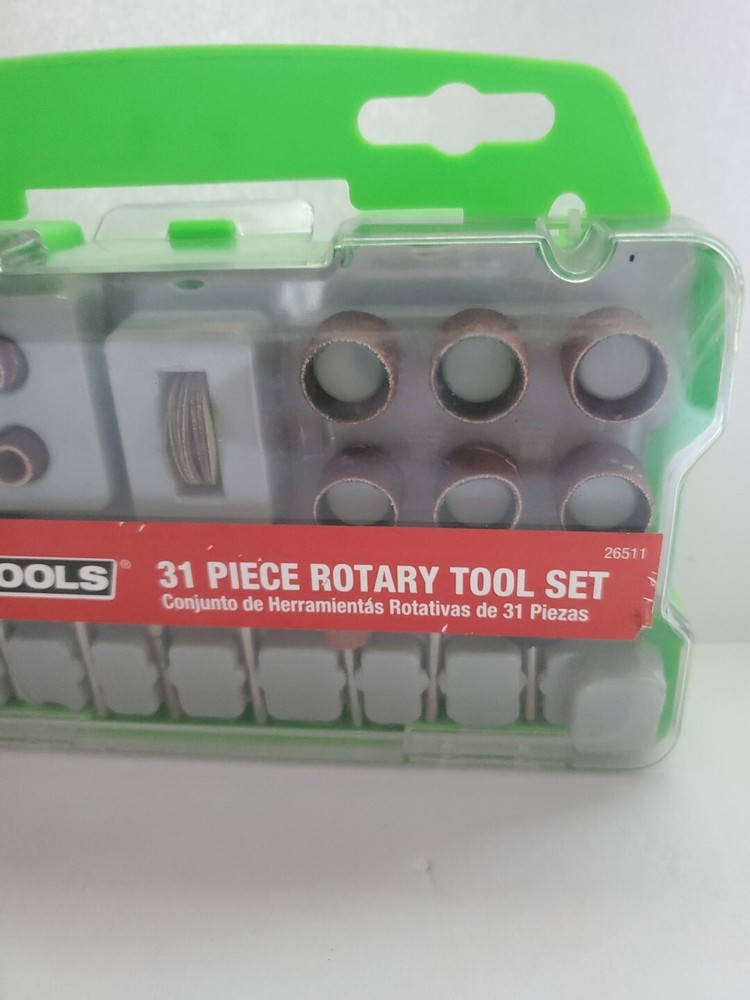 26511
OOLS®
31 PIECE ROTARY TOOL SET
Conjunto de Herramientás Rotativas de 31 Piezas